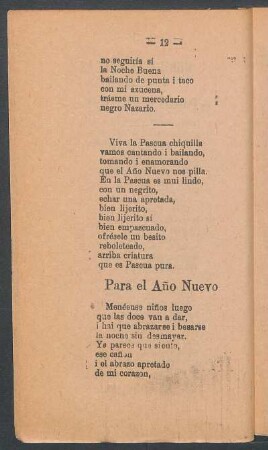 — 12 —
no seguiría si
la Noche Buena
bailando de punta i taco
con mi azucena,
tráeme un mercedario
negro Nazario.
Viva la Pascua chiquilla
vamos cantando i bailando,
tomando i enamorando
que el Año Nuevo nos pilla.
En la Pascua es mui lindo,
con un negrito,
echar una apretada,
bien lijerito,
bien lijerito sí
bien empascuado,
ofrésele un besito
reboleteado,
arriba criatura
que es Pascua pura.
Para el Año Nuevo
Menéense niños luego
que las doce van a dar,
i hai que abrazarse i besarse
la noche sin desmayar.
Ya parece que siento,
ese cañon
i el abrazo apretado
de mi corazon,